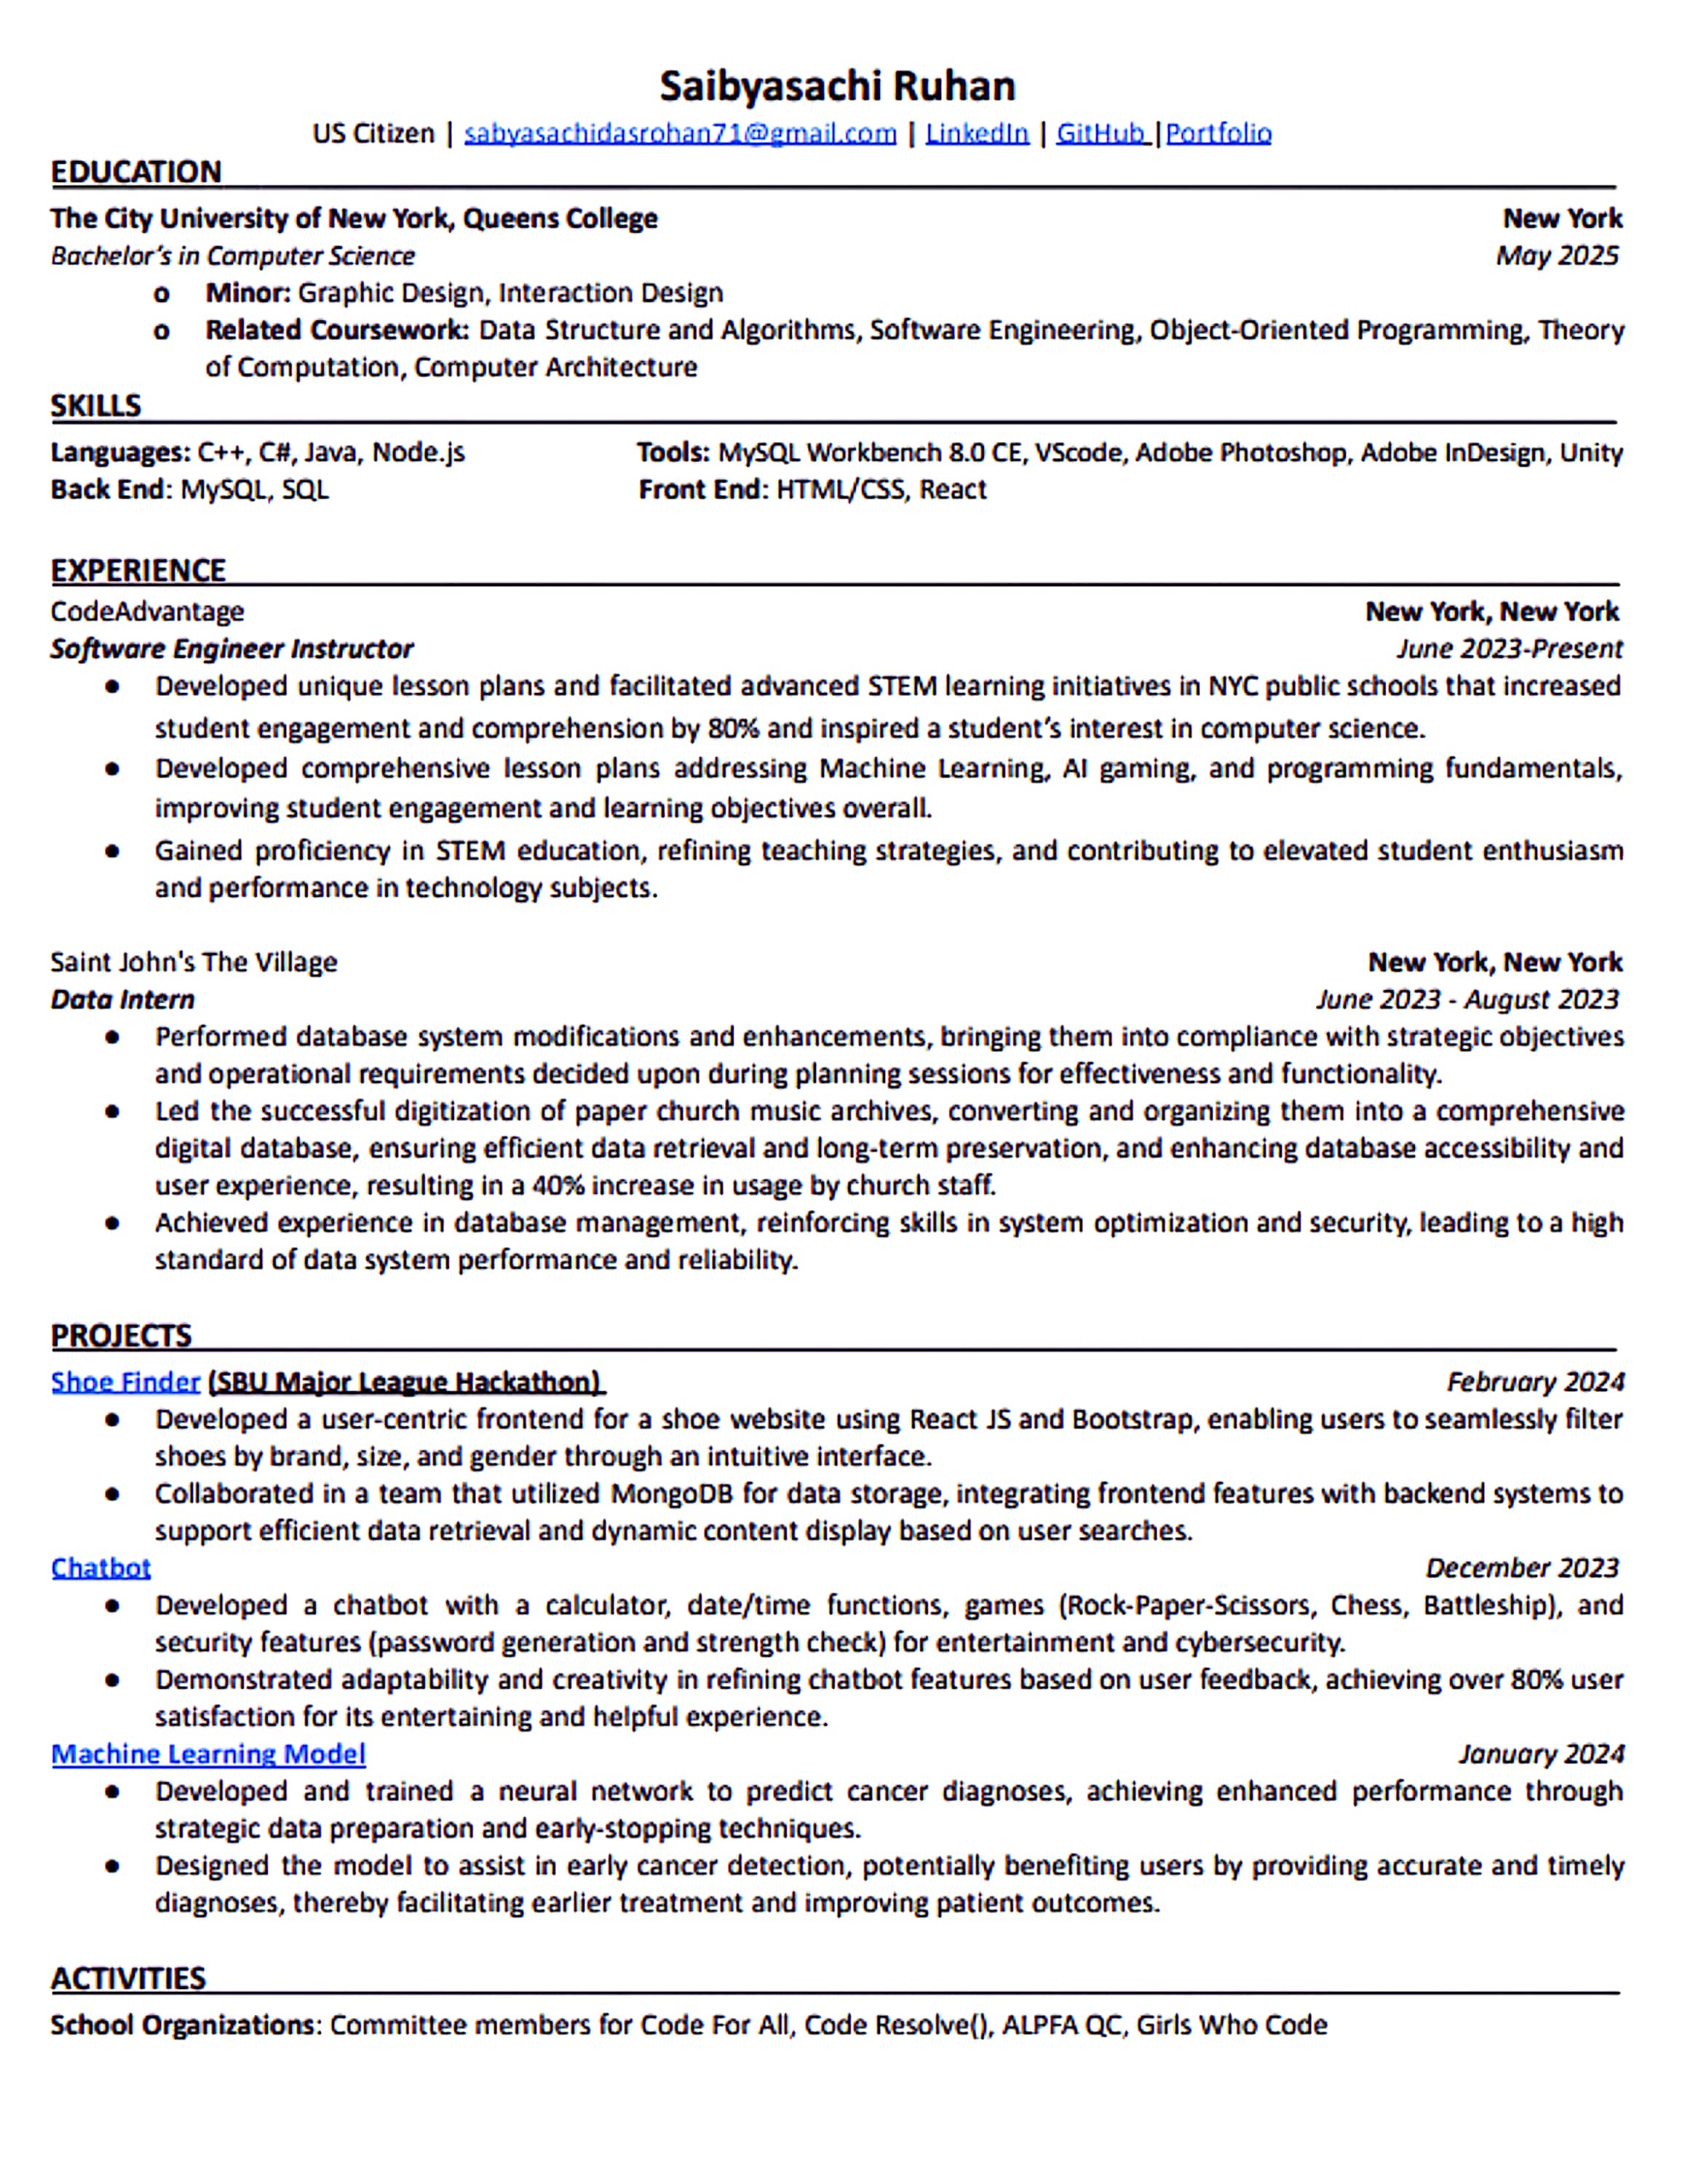 Saibyasachi Ruhan
US Citizen | sabyasachidasrohan71@gmail.com | LinkedIn | GitHub |Portfolio
EDUCATION
The City University of New York, Queens College New York
Bachelor's in Computer Science May 2025
o Minor: Graphic Design, Interaction Design
o Related Coursework: Data Structure and Algorithms, Software Engineering, Object-Oriented Programming, Theory
of Computation, Computer Architecture
SKILLS
Languages: C++, C#, Java, Node.js Tools: MySQL Workbench 8.0 CE, VScode, Adobe Photoshop, Adobe InDesign, Unity
Back End: MySQL, SQL Front End: HTML/CSS, React
EXPERIENCE
CodeAdvantage New York, New York
Software Engineer Instructor June 2023-Present
● Developed unique lesson plans and facilitated advanced STEM learning initiatives in NYC public schools that increased
student engagement and comprehension by 80% and inspired a student's interest in computer science.
● Developed comprehensive lesson plans addressing Machine Learning, AI gaming, and programming fundamentals,
improving student engagement and learning objectives overall.
● Gained proficiency in STEM education, refining teaching strategies, and contributing to elevated student enthusiasm
and performance in technology subjects.
Saint John's The Village New York, New York
Data Intern June 2023 - August 2023
● Performed database system modifications and enhancements, bringing them into compliance with strategic objectives
and operational requirements decided upon during planning sessions for effectiveness and functionality.
● Led the successful digitization of paper church music archives, converting and organizing them into a comprehensive
digital database, ensuring efficient data retrieval and long-term preservation, and enhancing database accessibility and
user experience, resulting in a 40% increase in usage by church staff.
● Achieved experience in database management, reinforcing skills in system optimization and security, leading to a high
standard of data system performance and reliability.
PROJECTS
Shoe Finder (SBU Major League Hackathon) February 2024
● Developed a user-centric frontend for a shoe website using React JS and Bootstrap, enabling users to seamlessly filter
shoes by brand, size, and gender through an intuitive interface.
● Collaborated in a team that utilized MongoDB for data storage, integrating frontend features with backend systems to
support efficient data retrieval and dynamic content display based on user searches.
Chatbot December 2023
● Developed a chatbot with a calculator, date/time functions, games (Rock-Paper-Scissors, Chess, Battleship), and
security features (password generation and strength check) for entertainment and cybersecurity.
● Demonstrated adaptability and creativity in refining chatbot features based on user feedback, achieving over 80% user
satisfaction for its entertaining and helpful experience.
Machine Learning Model January 2024
● Developed and trained a neural network to predict cancer diagnoses, achieving enhanced performance through
strategic data preparation and early-stopping techniques.
● Designed the model to assist in early cancer detection, potentially benefiting users by providing accurate and timely
diagnoses, thereby facilitating earlier treatment and improving patient outcomes.
ACTIVITIES
School Organizations: Committee members for Code For All, Code Resolve(), ALPFA QC, Girls Who Code